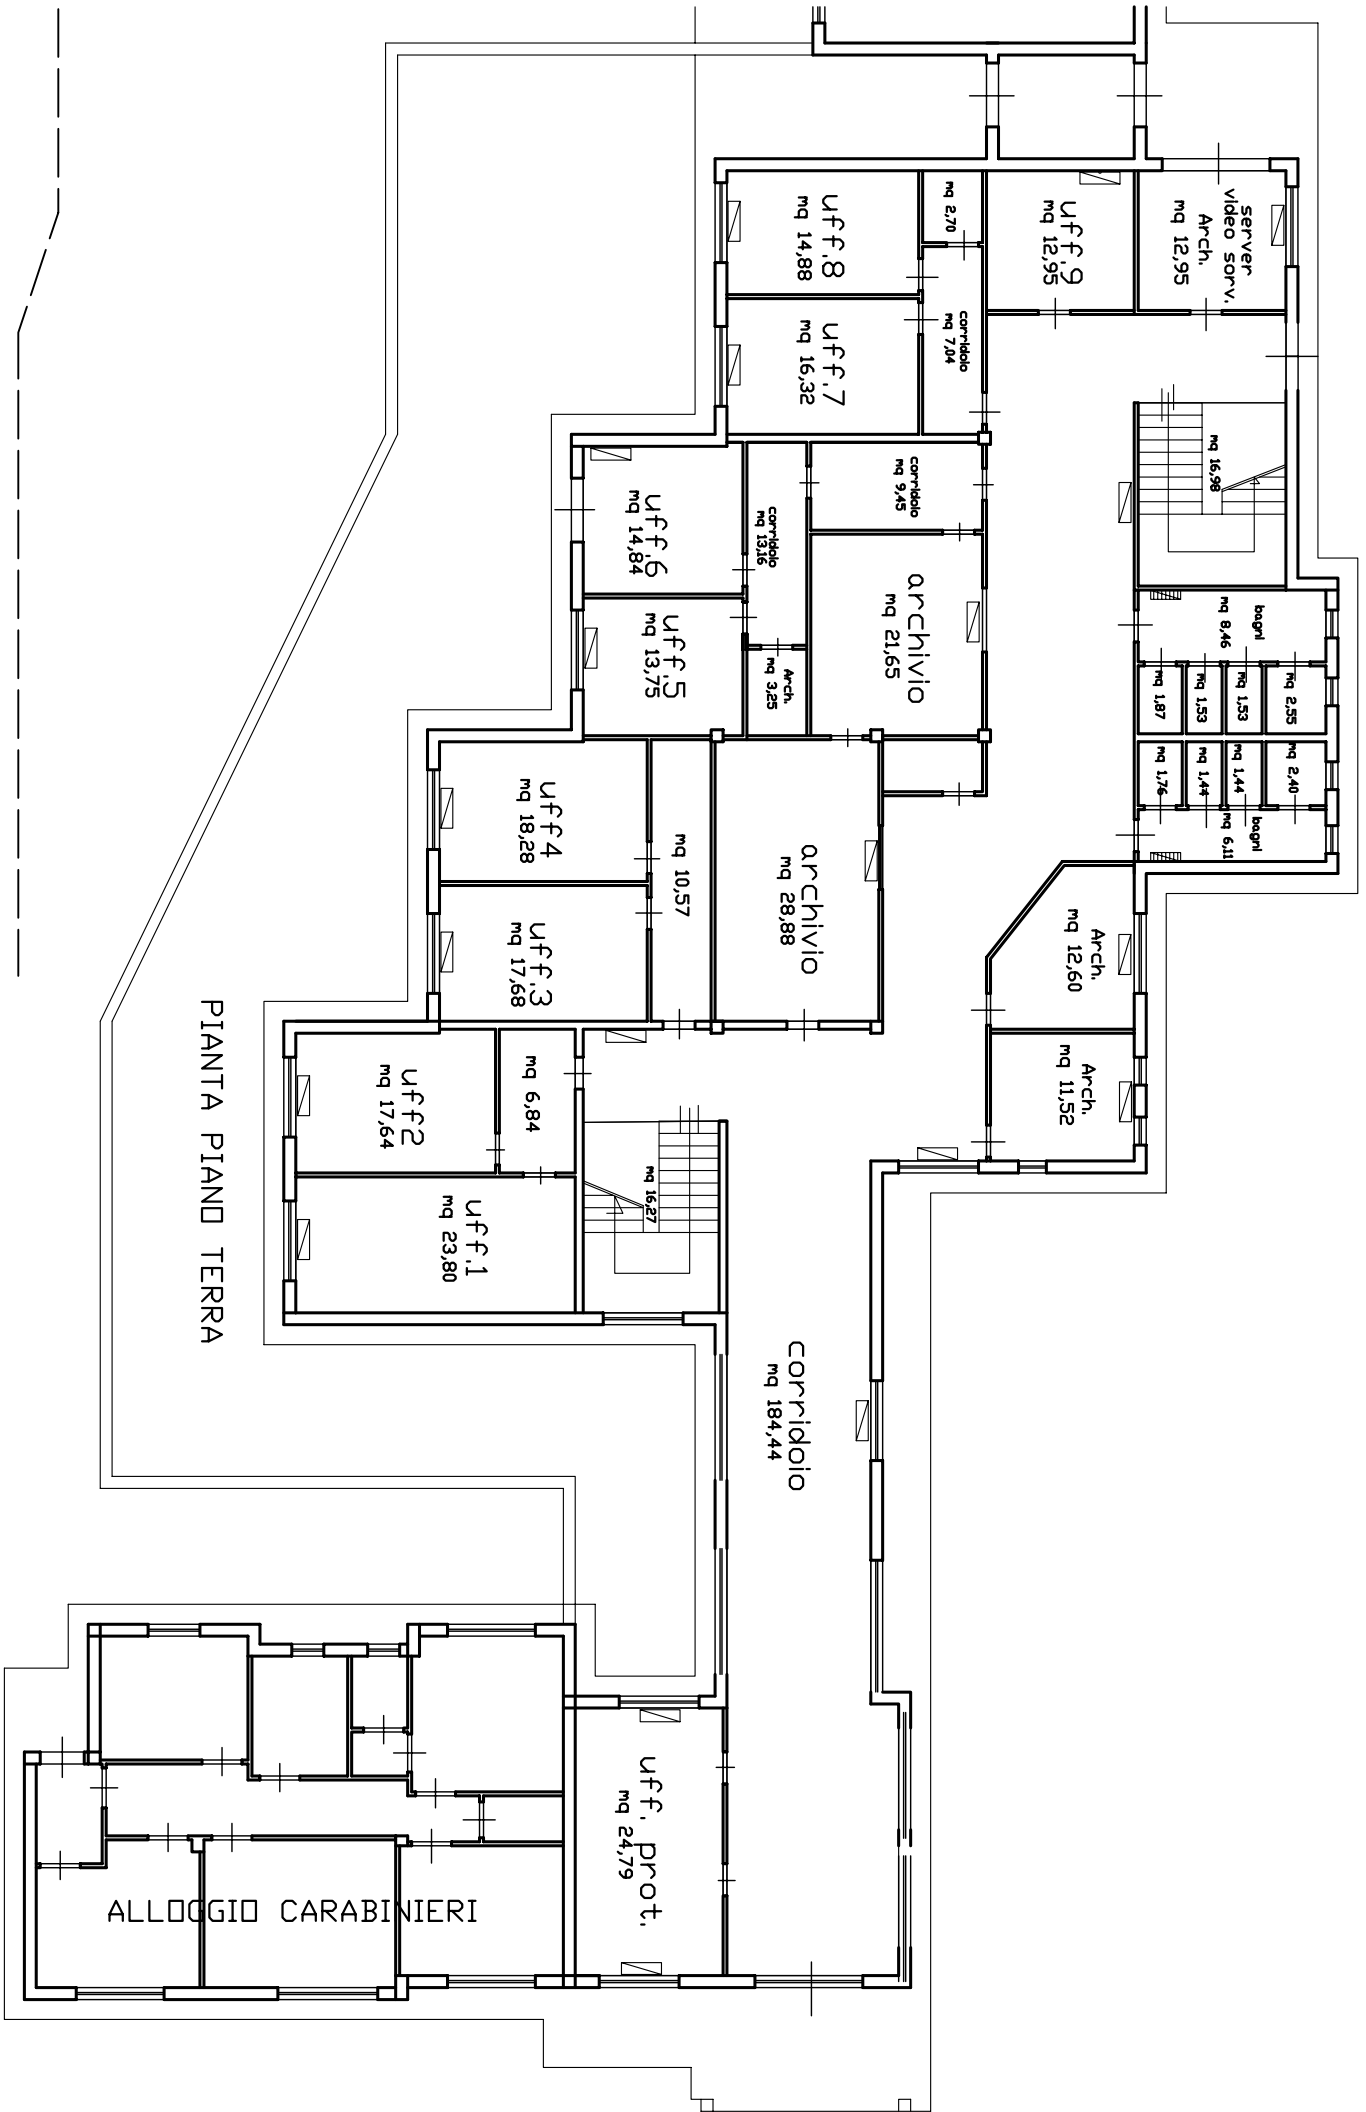 server
video sorv.
Arch.
mq 12,95
uff.9
mq 12,95
mq 2,70
uff.8
mq 14,88
corridoio
mq 7,04
uff.7
mq 16,32
mq 16,98
corridoio
mq 9,45
corridoio
mq 13,16
uff.6
mq 14,84
bagni
mq 8,46
archivio
mq 21,65
uff.5
mq 13,75
Arch.
mq 3,25
mq 2,55
mq 1,53
mq 1,53
mq 1,87
mq 2,40
mq 1,44
mq 1,44
mq 1,76
bagni
mq 6,11
uff4
mq 18,28
mq 10,57
archivio
mq 28,88
uff.3
mq 17,68
Arch.
mq 12,60
Arch.
mq 11,52
uff2
mq 17,64
mq 6,84
mq 16,27
uff.1
mq 23,80
PIANTA PIANO TERRA
corridoio
mq 184,44
uff. prot.
mq 24,79
ALLOGGIO CARABINIERI